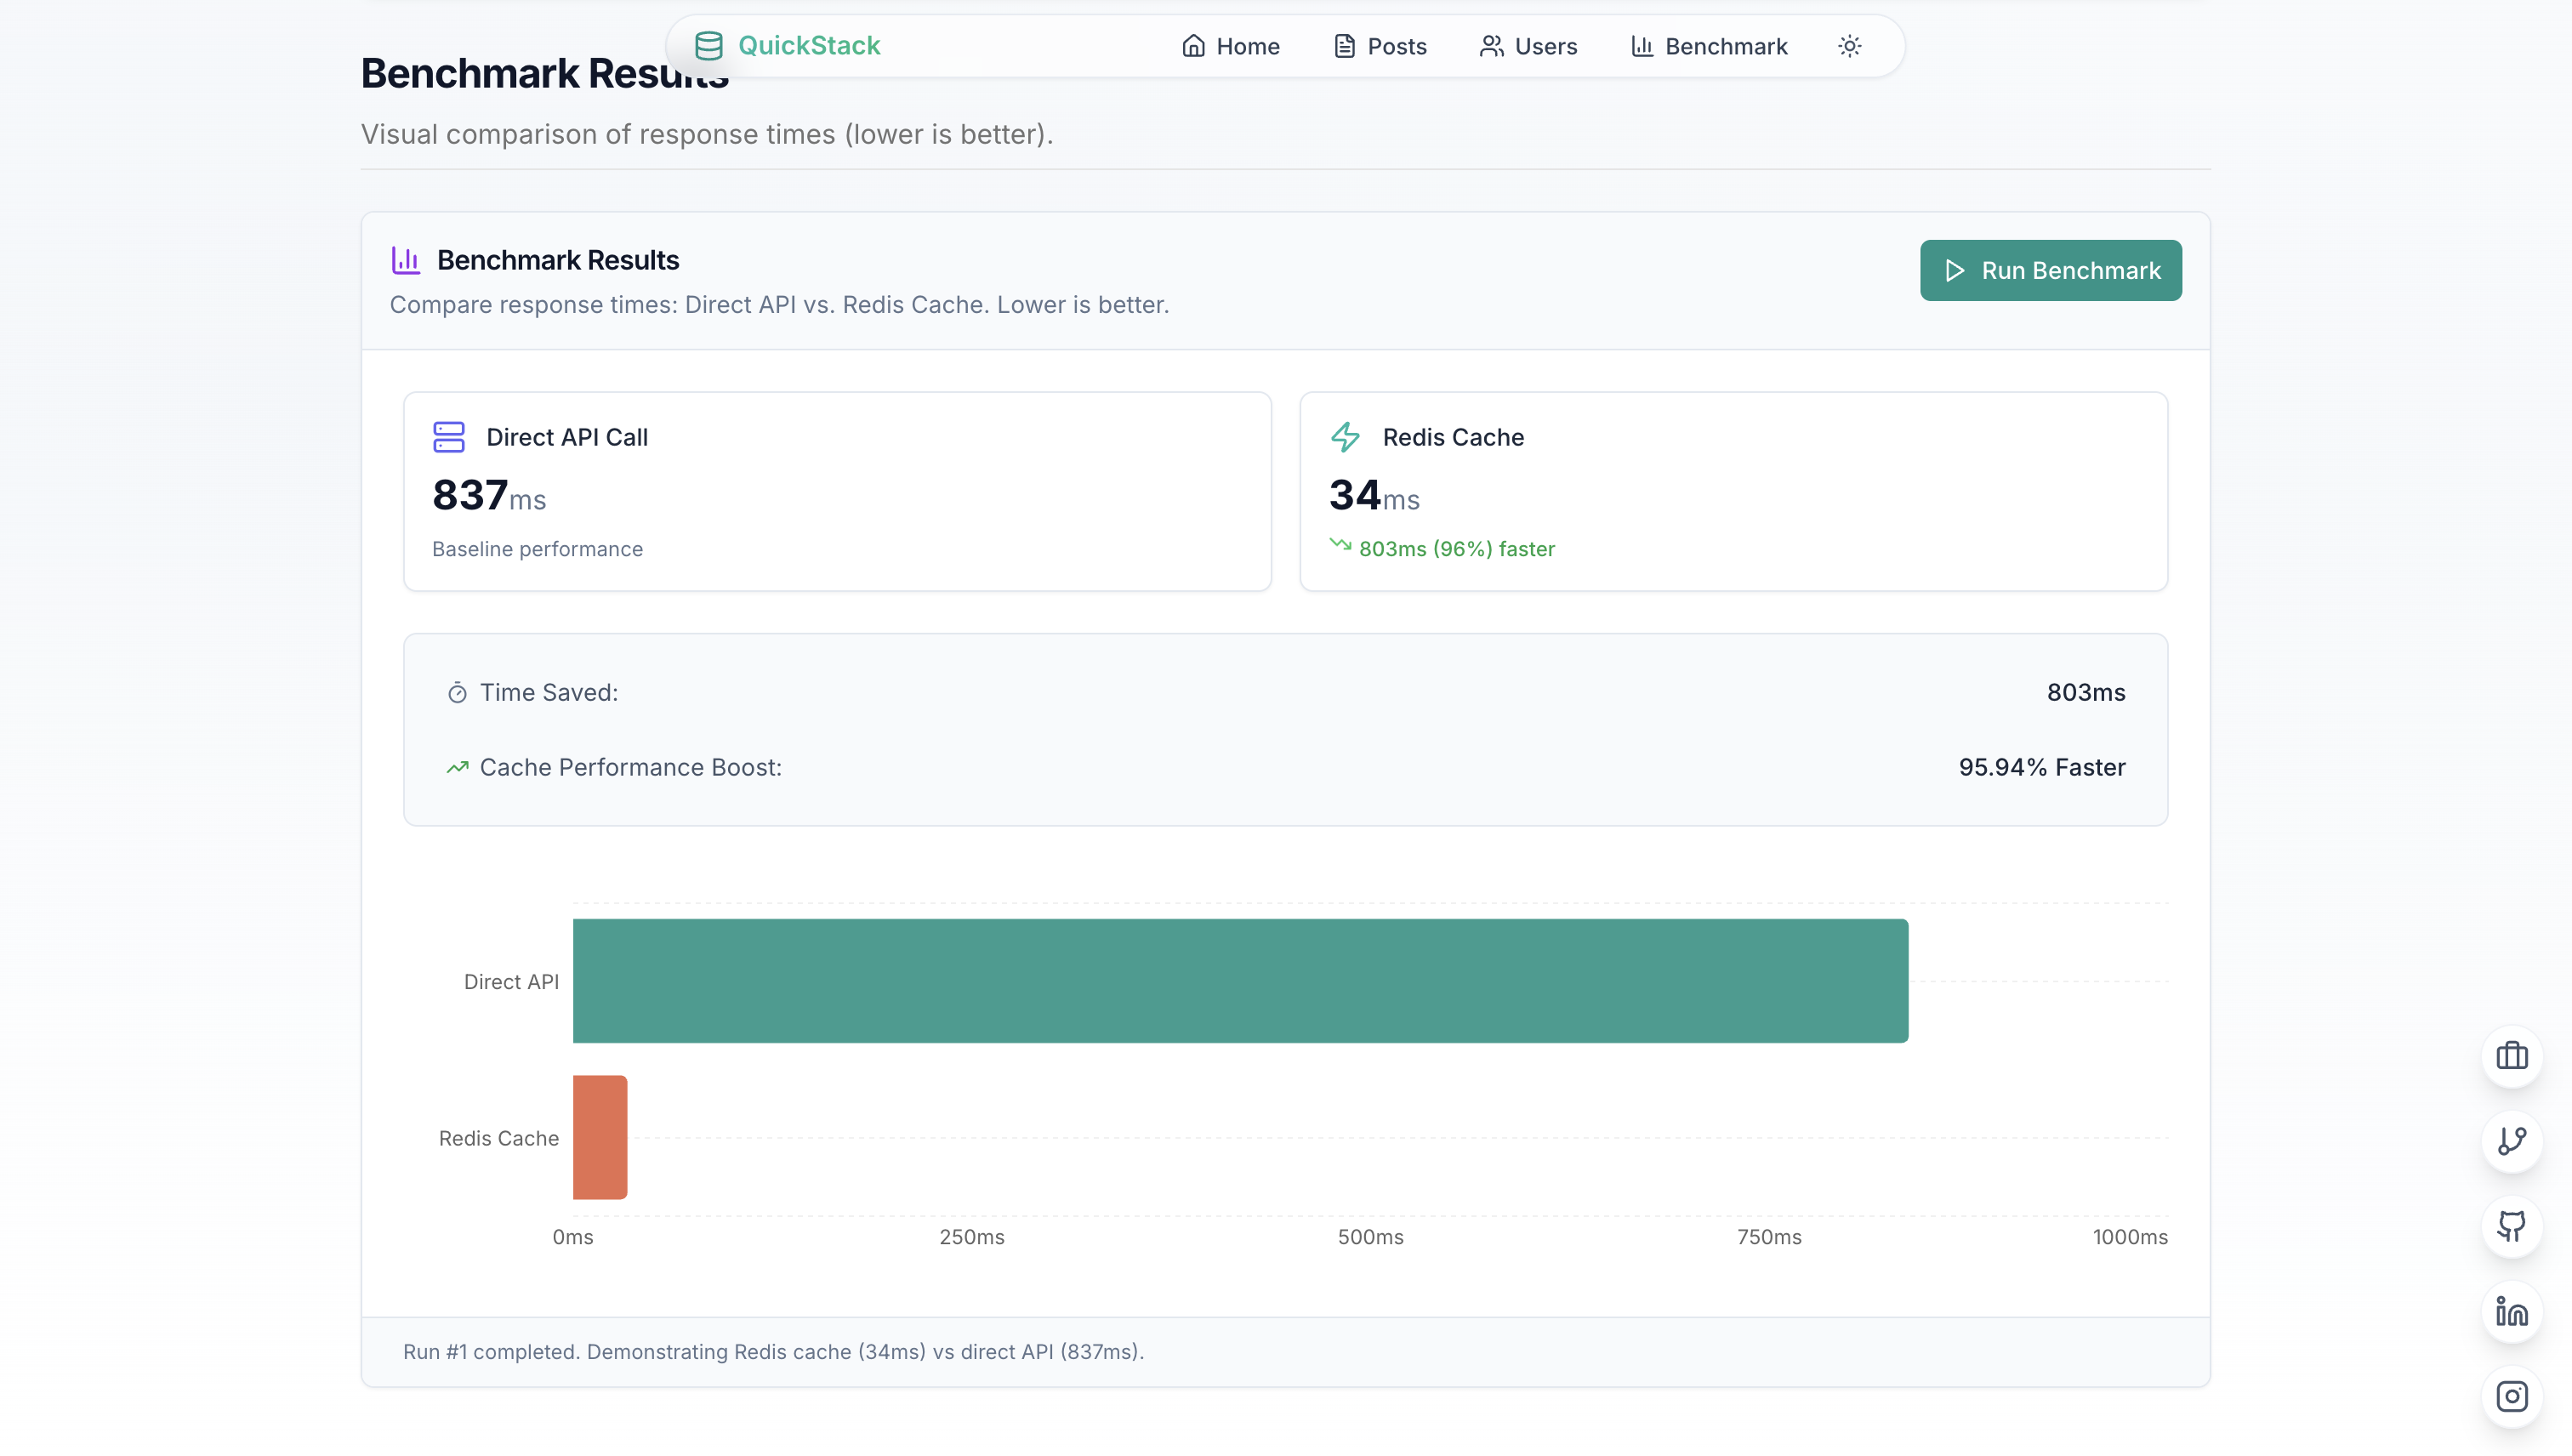 QuickStack
Home
Posts
Users
Benchmark
Benchmark Results
Visual comparison of response times (lower is better).
Benchmark Results
Compare response times: Direct API vs. Redis Cache. Lower is better.
Run Benchmark
Direct API Call
837ms
Baseline performance
Redis Cache
34ms
803ms (96%) faster
Time Saved:
803ms
Cache Performance Boost:
95.94% Faster
Direct API
Redis Cache
0ms
250ms
500ms
750ms
1000ms
Run #1 completed. Demonstrating Redis cache (34ms) vs direct API (837ms).